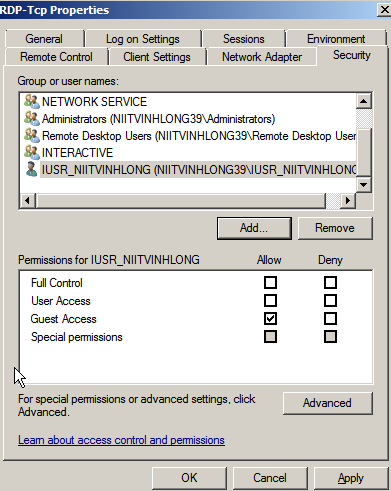 RDP-Tcp Properties
General
Log on Settings
Sessions
Environment
Remote Control
Client Settings
Network Adapter
Security
Group or user names:
NETWORK SERVICE
Administrators (NIITVINHLONG39\Administrators)
Remote Desktop Users (NIITVINHLONG39\Remote Desktop User
INTERACTIVE
IUSR_NIITVINHLONG (NIITVINHLONG39\IUSR_NIITVINHLONG
Add...
Remove
Permissions for IUSR_NIITVINHLONG Allow Deny
Full Control
User Access
Guest Access
Special permissions
For special permissions or advanced settings, click
Advanced.
Advanced
Learn about access control and permissions
OK
Cancel
Apply